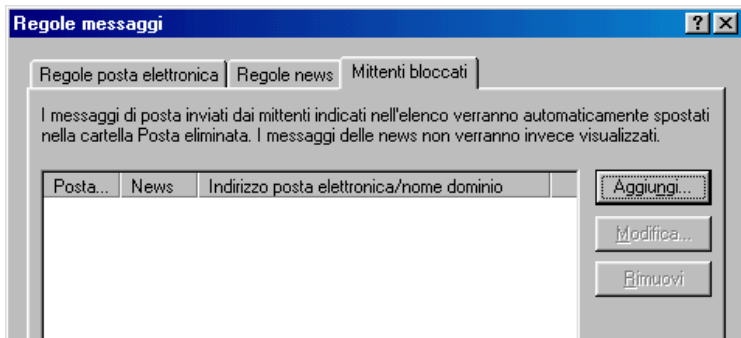 Regole messaggi
Regole posta elettronica Regole news Mittenti bloccati
I messaggi di posta inviati dai mittenti indicati nell'elenco verranno automaticamente spostati
nella cartella Posta eliminata. I messaggi delle news non verranno invece visualizzati.
Posta... News Indirizzo posta elettronica/nome dominio Aggiungi...
Modifica...
Rimuovi